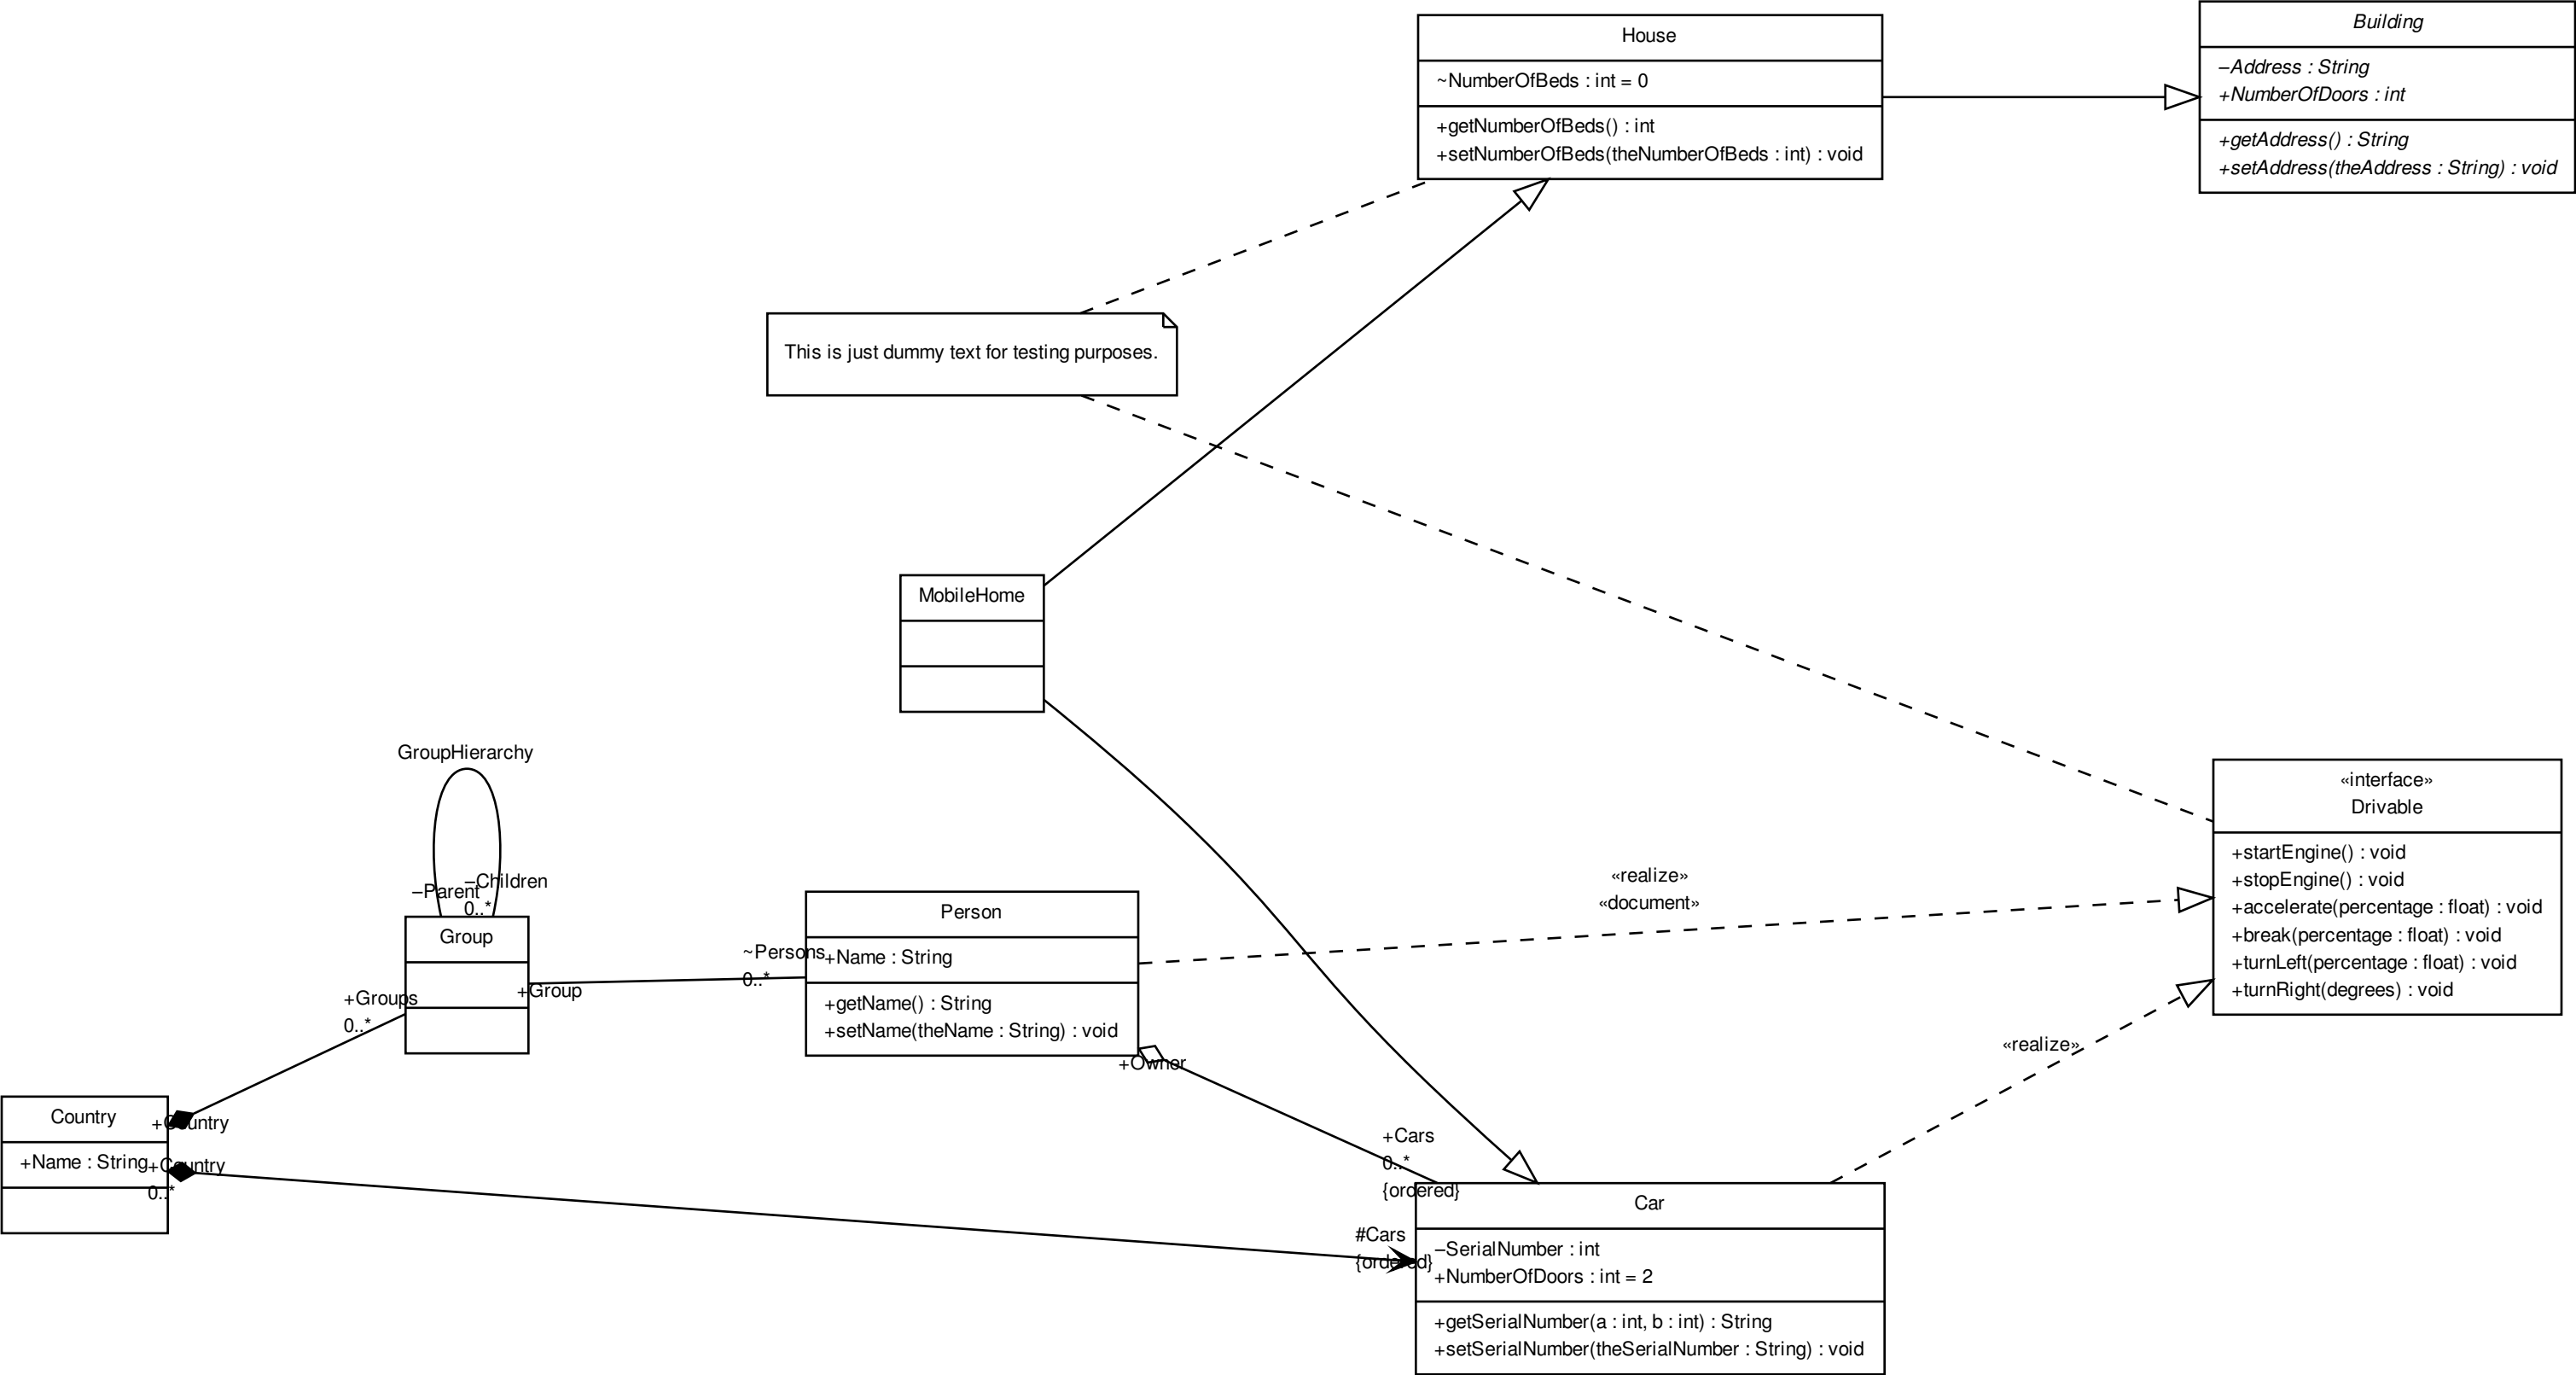 House
~NumberOfBeds : int = 0
+getNumberOfBeds() : int
+setNumberOfBeds(theNumberOfBeds : int) : void
Building
–Address : String
+NumberOfDoors : int
+getAddress() : String
+setAddress(theAddress : String) : void
This is just dummy text for testing purposes.
MobileHome
GroupHierarchy
–Parent
–Children
0..*
Group
+Groups
0..*
+Group
~Persons
0..*
Person
+Name : String
+getName() : String
+setName(theName : String) : void
+Owner
«realize»
«document»
«interface»
Drivable
+startEngine() : void
+stopEngine() : void
+accelerate(percentage : float) : void
+break(percentage : float) : void
+turnLeft(percentage : float) : void
+turnRight(degrees) : void
«realize»
Country
+Name : String
+Country
+Country
0..*
+Cars
0..*
{ordered}
#Cars
{ordered}
Car
–SerialNumber : int
+NumberOfDoors : int = 2
+getSerialNumber(a : int, b : int) : String
+setSerialNumber(theSerialNumber : String) : void